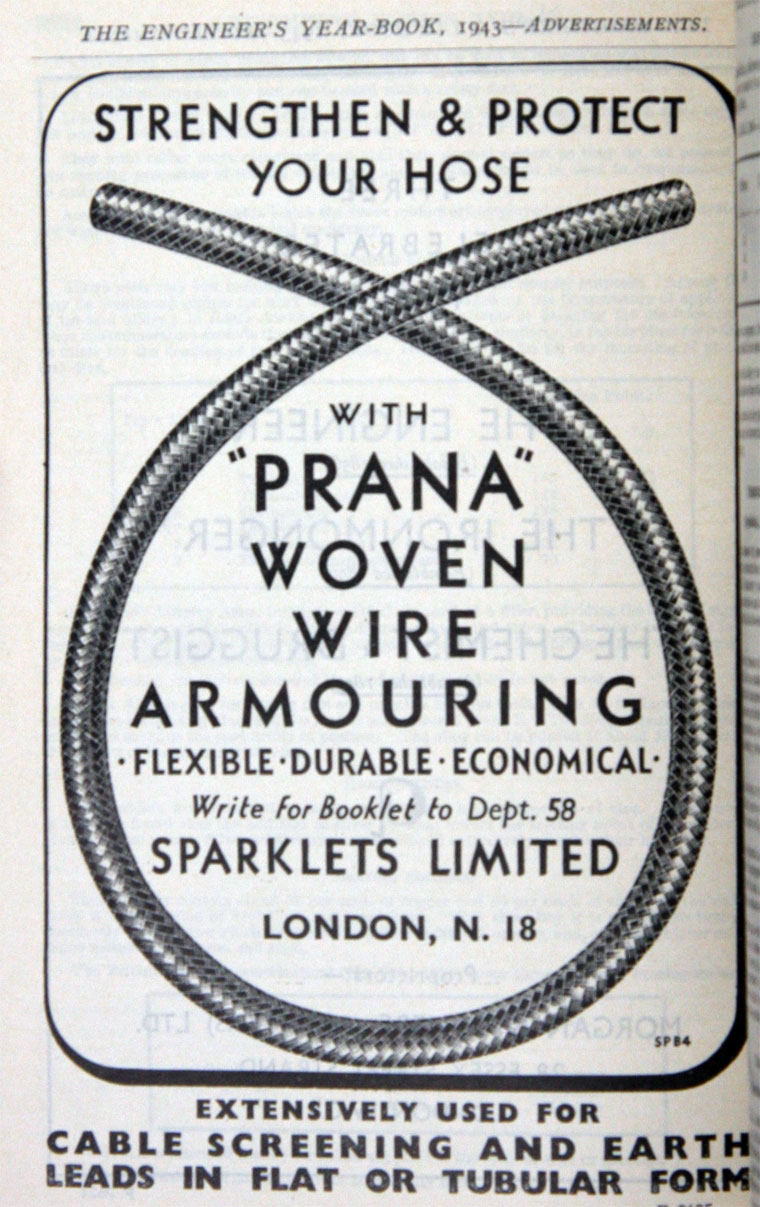 THE ENGINEER'S YEAR-BOOK, 1943—ADVERTISEMENTS.
STRENGTHEN & PROTECT
YOUR HOSE
WITH
"PRANA"
WOVEN
WIRE
ARMOURING
·FLEXIBLE·DURABLE·ECONOMICAL·
Write for Booklet to Dept. 58
SPARKLETS LIMITED
LONDON, N. 18
SPB4
EXTENSIVELY USED FOR
CABLE SCREENING AND EARTH
LEADS IN FLAT OR TUBULAR FORM